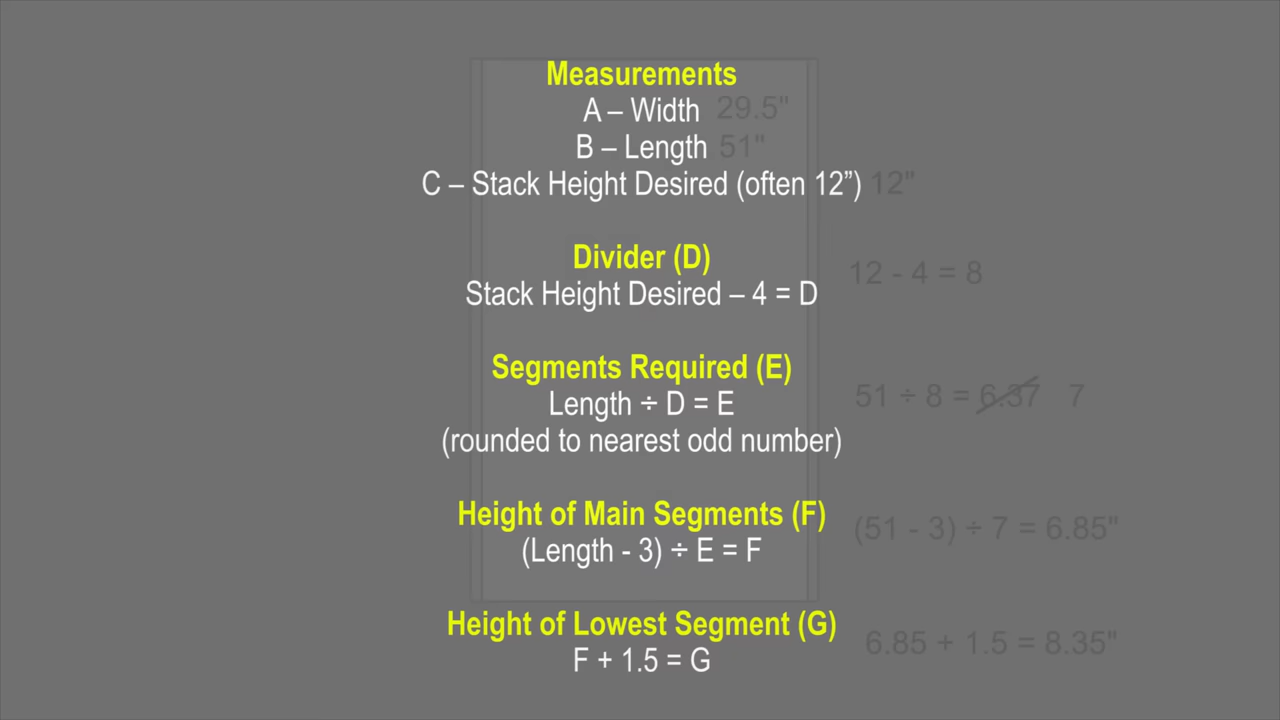 Measurements
A – Width 29.5"
B – Length 51"
C – Stack Height Desired (often 12”) 12"
Divider (D)
12 - 4 = 8
Stack Height Desired – 4 = D
Segments Required (E)
51 ÷ 8 = 6.37 7
Length ÷ D = E
(rounded to nearest odd number)
Height of Main Segments (F)
(51 - 3) ÷ 7 = 6.85"
(Length - 3) ÷ E = F
Height of Lowest Segment (G)
6.85 + 1.5 = 8.35"
F + 1.5 = G